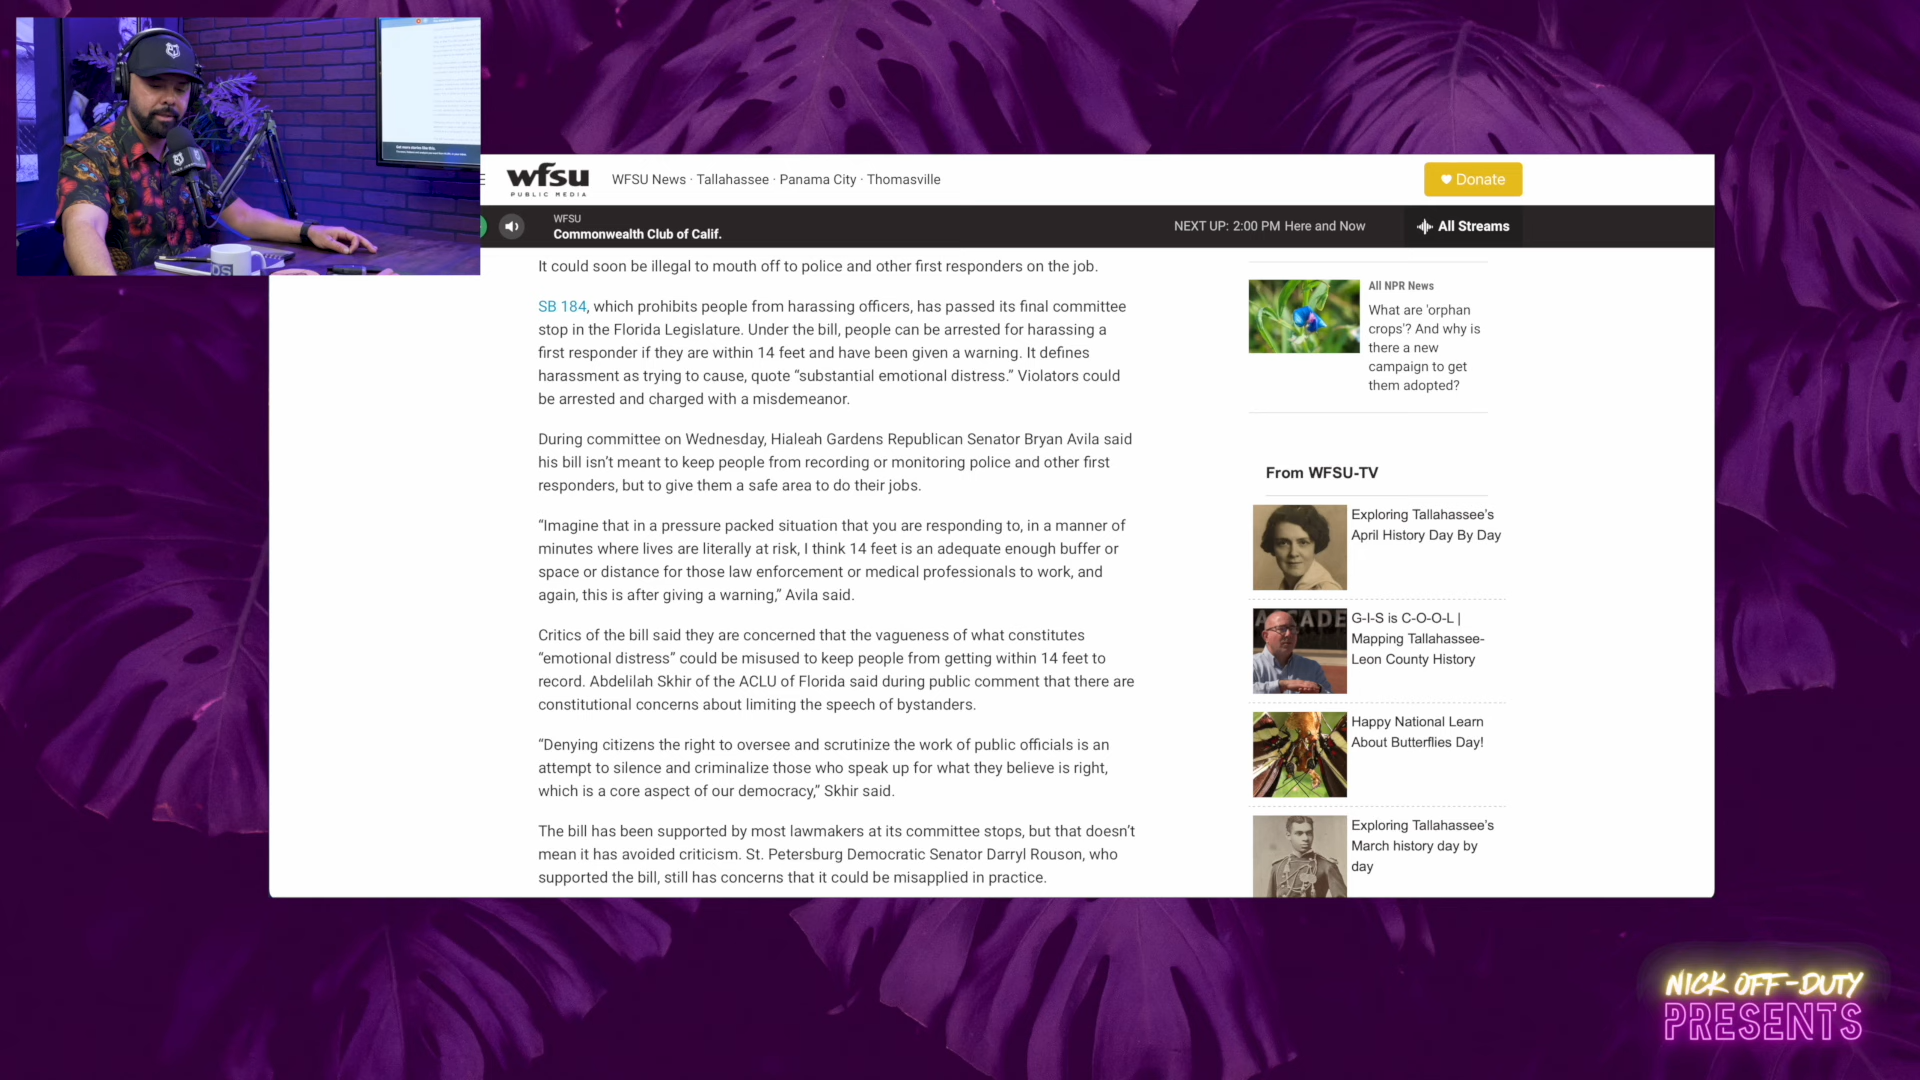 wfsu
PUBLIC MEDIA
WFSU News · Tallahassee · Panama City · Thomasville
Donate
WFSU
Commonwealth Club of Calif.
NEXT UP: 2:00 PM Here and Now
All Streams
It could soon be illegal to mouth off to police and other first responders on the job.
SB 184, which prohibits people from harassing officers, has passed its final committee
stop in the Florida Legislature. Under the bill, people can be arrested for harassing a
first responder if they are within 14 feet and have been given a warning. It defines
harassment as trying to cause, quote “substantial emotional distress.” Violators could
be arrested and charged with a misdemeanor.
During committee on Wednesday, Hialeah Gardens Republican Senator Bryan Avila said
his bill isn’t meant to keep people from recording or monitoring police and other first
responders, but to give them a safe area to do their jobs.
“Imagine that in a pressure packed situation that you are responding to, in a manner of
minutes where lives are literally at risk, I think 14 feet is an adequate enough buffer or
space or distance for those law enforcement or medical professionals to work, and
again, this is after giving a warning,” Avila said.
Critics of the bill said they are concerned that the vagueness of what constitutes
“emotional distress” could be misused to keep people from getting within 14 feet to
record. Abdelilah Skhir of the ACLU of Florida said during public comment that there are
constitutional concerns about limiting the speech of bystanders.
“Denying citizens the right to oversee and scrutinize the work of public officials is an
attempt to silence and criminalize those who speak up for what they believe is right,
which is a core aspect of our democracy,” Skhir said.
The bill has been supported by most lawmakers at its committee stops, but that doesn’t
mean it has avoided criticism. St. Petersburg Democratic Senator Darryl Rouson, who
supported the bill, still has concerns that it could be misapplied in practice.
All NPR News
What are 'orphan
crops'? And why is
there a new
campaign to get
them adopted?
From WFSU-TV
Exploring Tallahassee’s
April History Day By Day
G-I-S is C-O-O-L |
Mapping Tallahassee-
Leon County History
Happy National Learn
About Butterflies Day!
Exploring Tallahassee’s
March history day by
day
NICK OFF-DUTY
PRESENTS